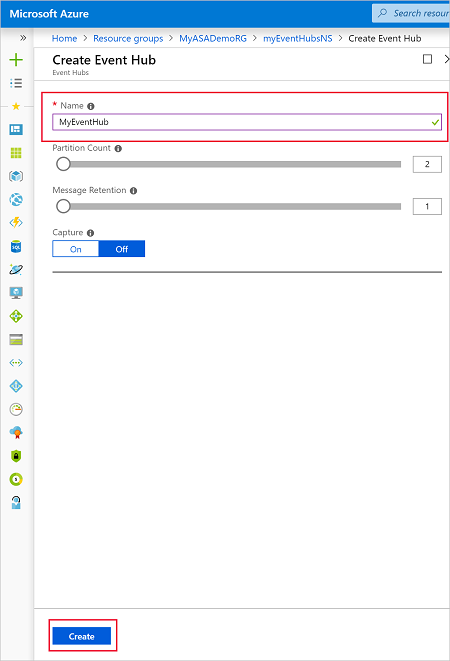 Microsoft Azure
Search resour
Home > Resource groups > MyASADemoRG > myEventHubsNS > Create Event Hub
Create Event Hub
Event Hubs
* Name
MyEventHub
Partition Count
2
Message Retention
1
Capture
On Off
Create